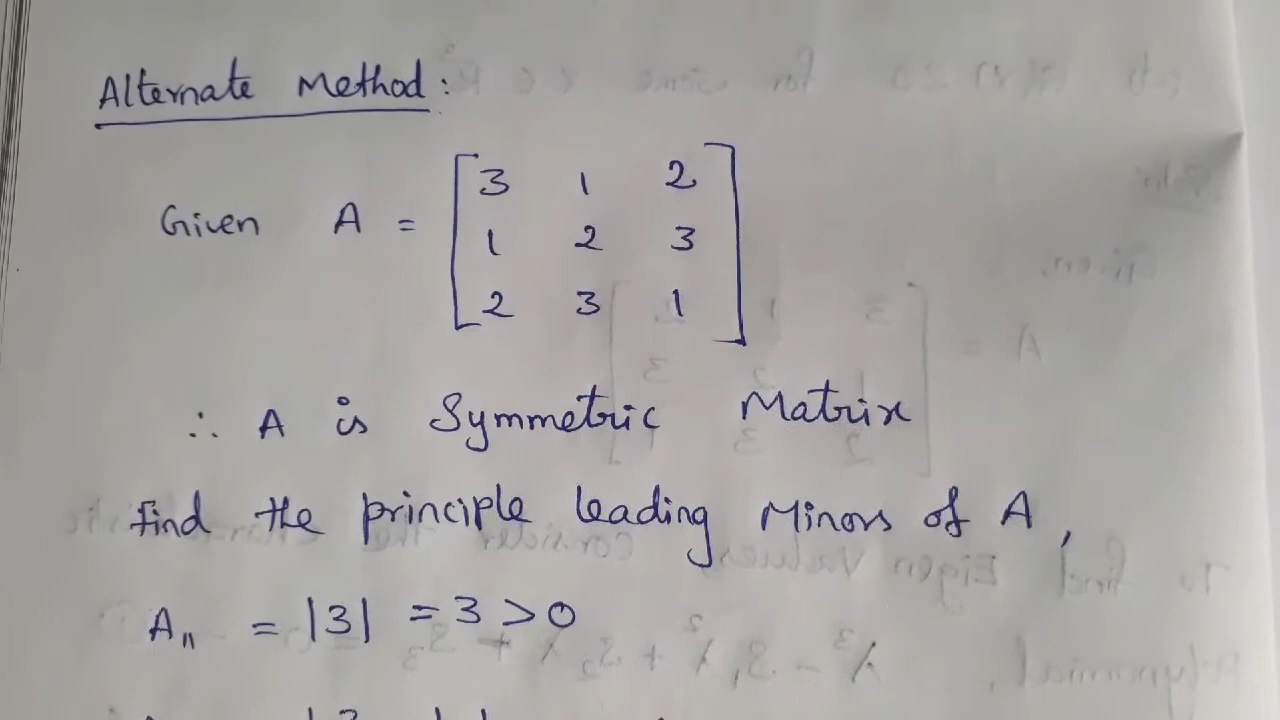 Alternate Method:
Given A = [3 1 2
1 2 3
2 3 1]
∴ A is Symmetric Matrix
Find the principle leading Minors of A,
A₁₁ = |3| = 3 > 0